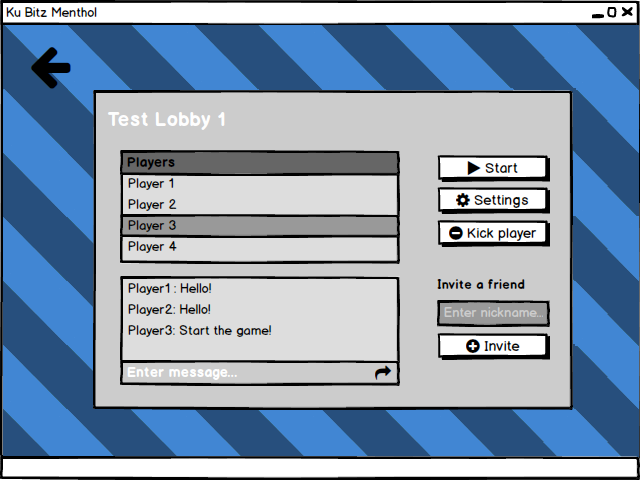 Ku Bitz Menthol
Test Lobby 1
Players
Player 1
Player 2
Player 3
Player 4
Player1: Hello!
Player2: Hello!
Player3: Start the game!
Enter message...
Start
Settings
Kick player
Invite a friend
Enter nickname...
Invite